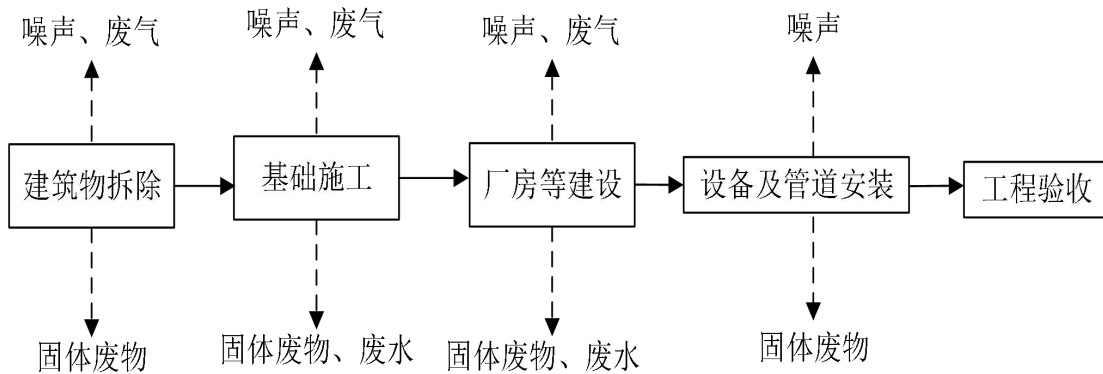 噪声、废气
噪声、废气
噪声、废气
噪声
建筑物拆除
基础施工
厂房等建设
设备及管道安装
工程验收
固体废物
固体废物、废水
固体废物、废水
固体废物